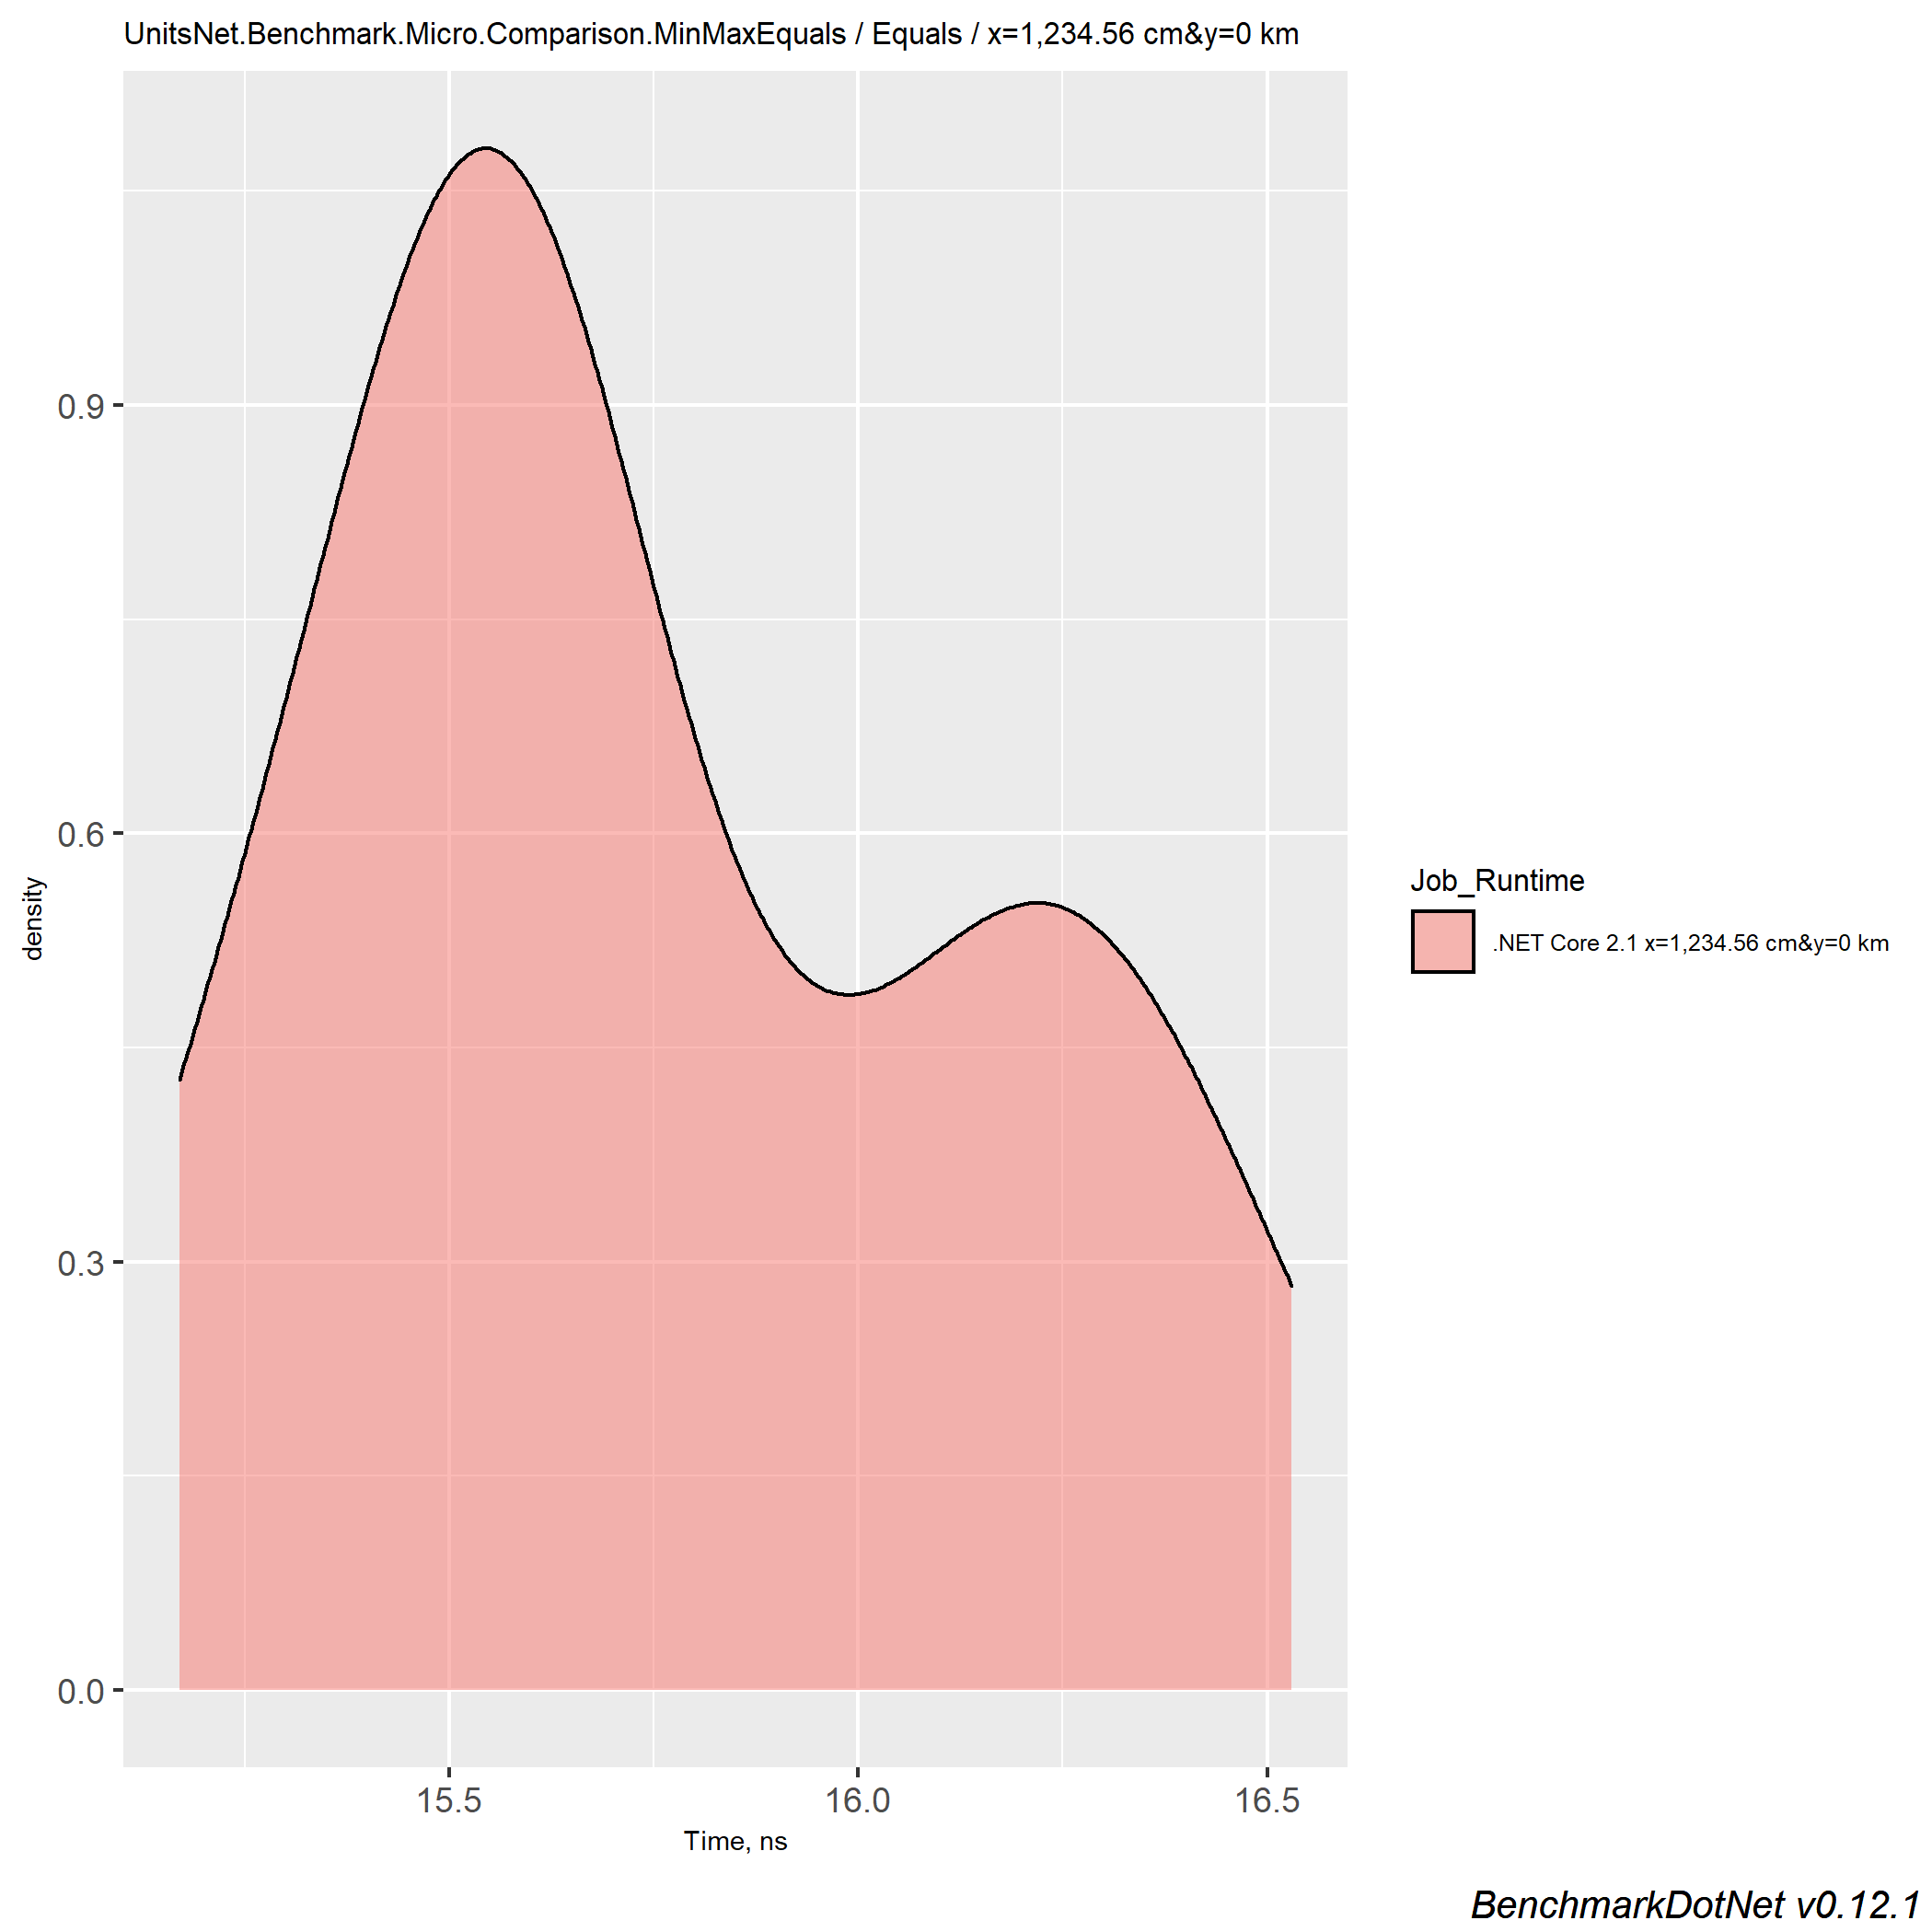 UnitsNet.Benchmark.Micro.Comparison.MinMaxEquals / Equals / x=1,234.56 cm&y=0 km
0.9
0.6
0.3
0.0
density
15.5 16.0 16.5
Time, ns
Job_Runtime
.NET Core 2.1 x=1,234.56 cm&y=0 km
BenchmarkDotNet v0.12.1